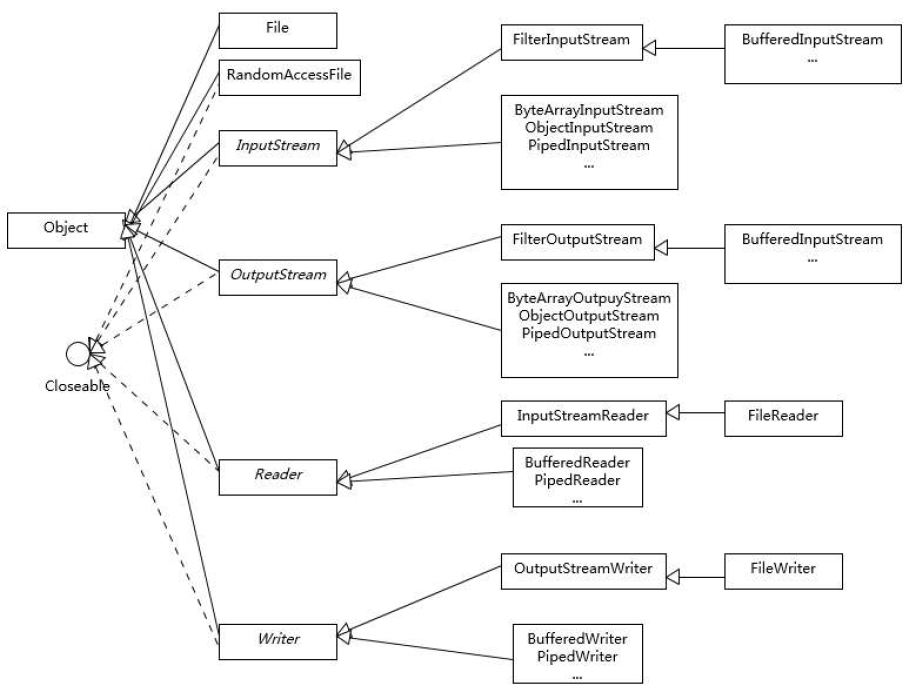 File
RandomAccessFile
InputStream
Object
OutputStream
Closeable
Reader
Writer
FilterInputStream
BufferedInputStream
...
ByteArrayInputStream
ObjectInputStream
PipedInputStream
...
FilterOutputStream
BufferedInputStream
...
ByteArrayOutpuyStream
ObjectOutputStream
PipedOutputStream
...
InputStreamReader
FileReader
BufferedReader
PipedReader
...
OutputStreamWriter
FileWriter
BufferedWriter
PipedWriter
...